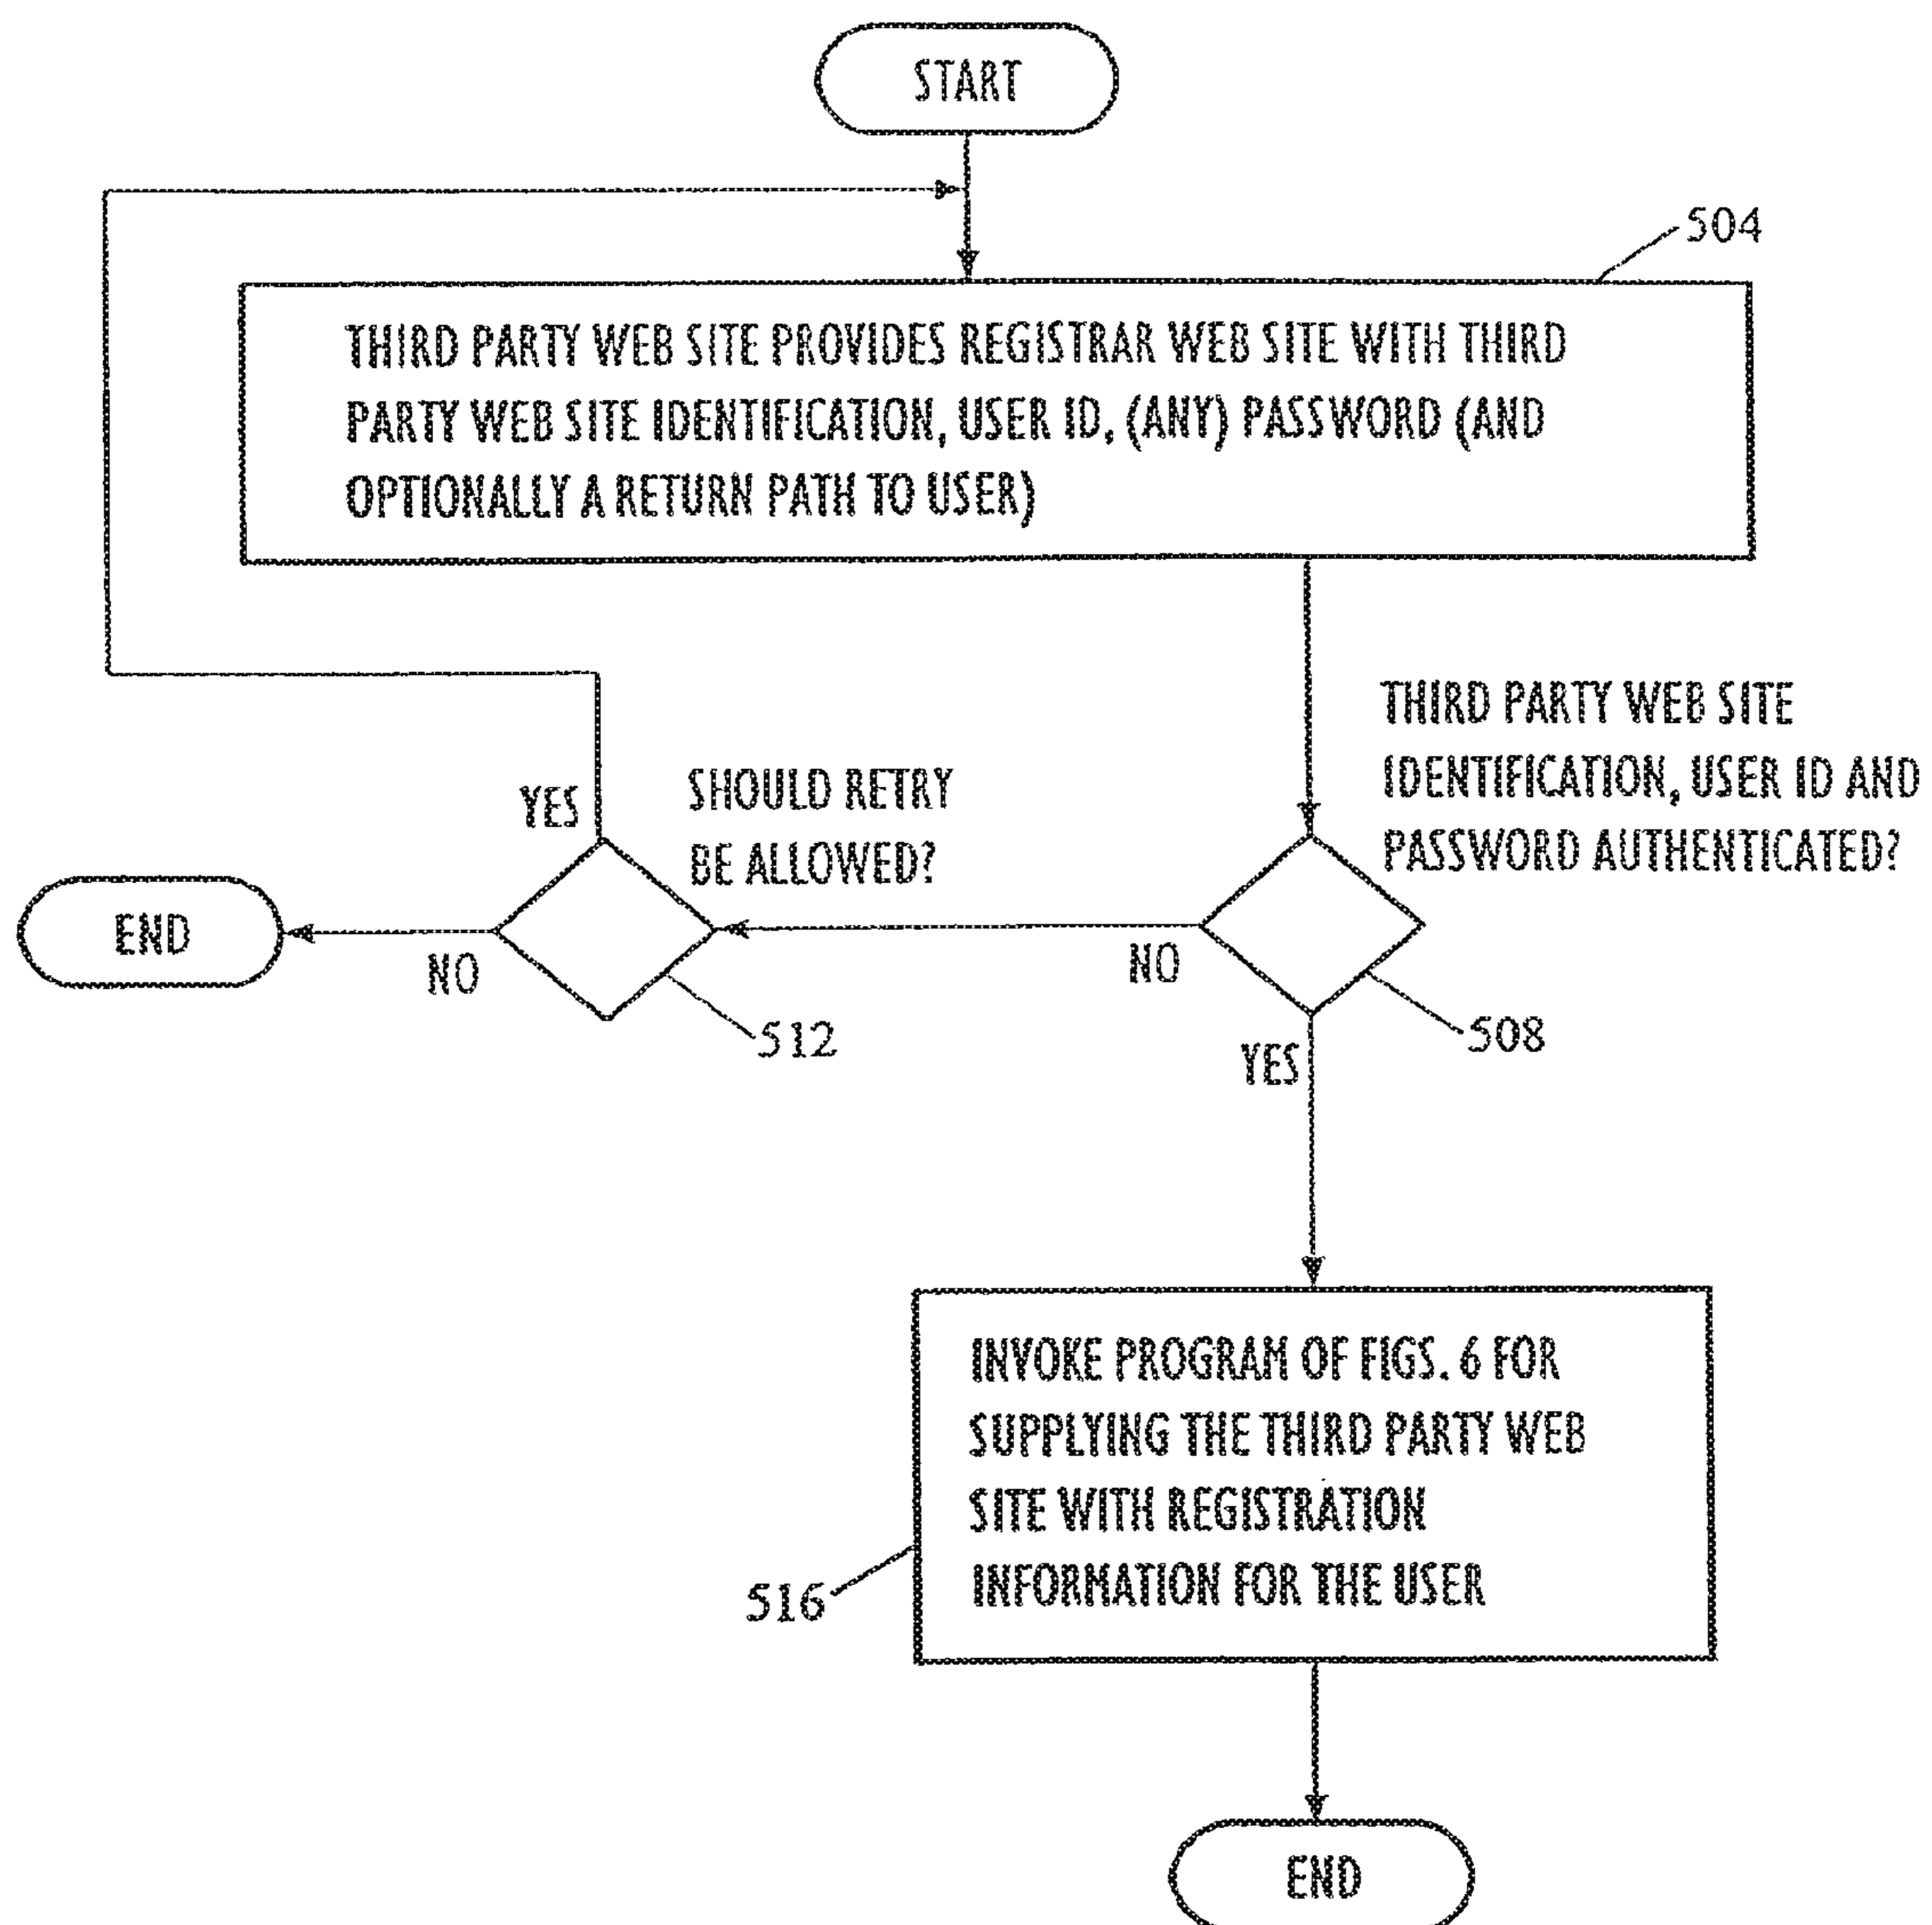 START
504
THIRD PARTY WEB SITE PROVIDES REGISTRAR WEB SITE WITH THIRD
PARTY WEB SITE IDENTIFICATION, USER ID, (ANY) PASSWORD (AND
OPTIONALLY A RETURN PATH TO USER)
THIRD PARTY WEB SITE
IDENTIFICATION, USER ID AND
PASSWORD AUTHENTICATED?
SHOULD RETRY
BE ALLOWED?
YES
END
NO
NO
512
508
YES
INVOKE PROGRAM OF FIGS. 6 FOR
SUPPLYING THE THIRD PARTY WEB
SITE WITH REGISTRATION
INFORMATION FOR THE USER
516
END